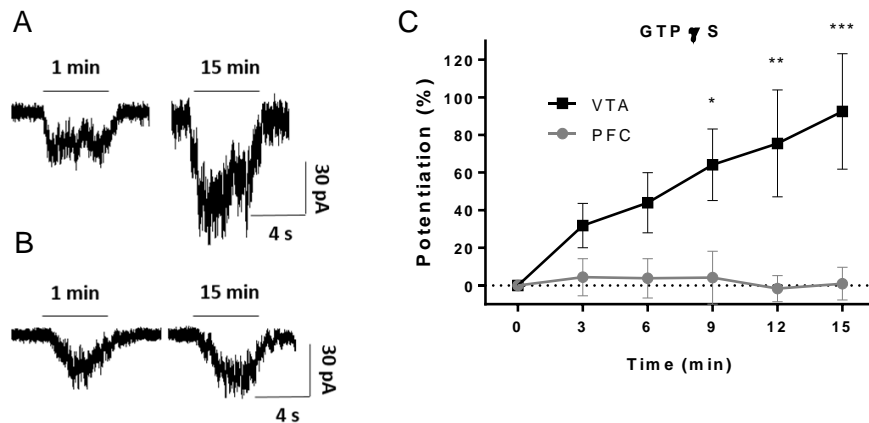 A
1 min 15 min
30 pA
4 s
B
1 min 15 min
30 pA
4 s
C
GTP γ S
120
100
80
60
40
20
0
Potentiation (%)
VTA
PFC
*
**
***
0 3 6 9 12 15
Time (min)